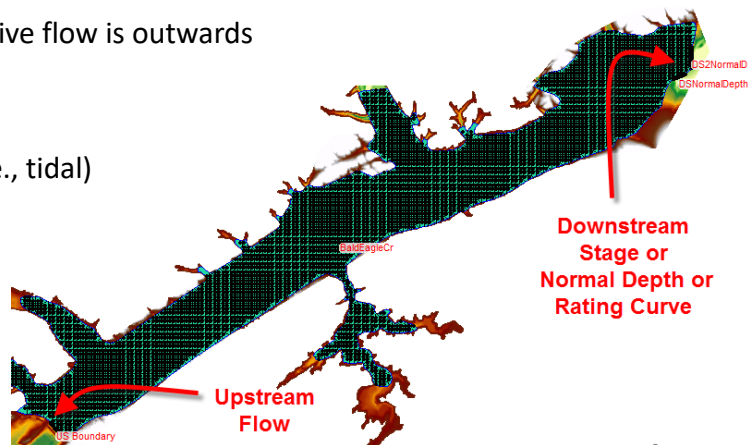 ive flow is outwards
DS2NormalD
DSNormalDepth
e., tidal)
BaldEagleCr
Downstream
Stage or
Normal Depth or
Rating Curve
Upstream
Flow
US Boundary